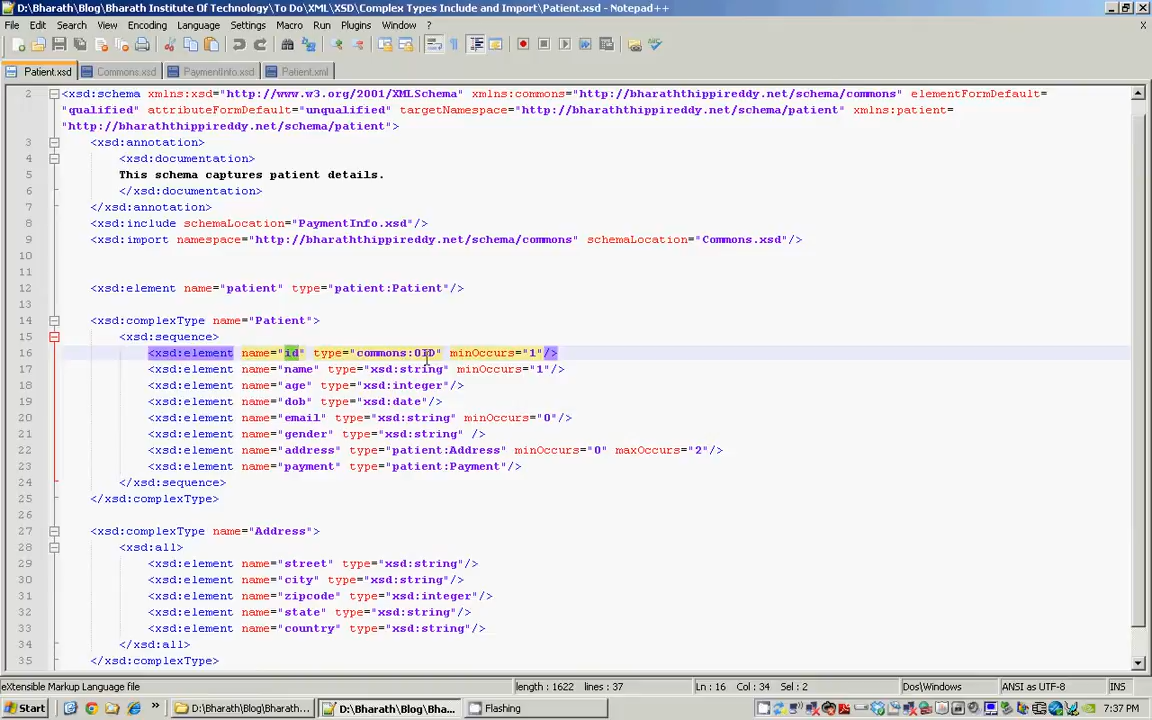 D:\Bharath\Blog\Bharath Institute Of Technology\To Do\XML\XSD\Complex Types Include and Import\Patient.xsd - Notepad++
File Edit Search View Encoding Language Settings Macro Run Plugins Window ?
Patient.xsd Commons.xsd PaymentInfo.xsd Patient.xml
2 <xsd:schema xmlns:xsd="http://www.w3.org/2001/XMLSchema" xmlns:commons="http://bharaththippireddy.net/schema/commons" elementFormDefault=
"qualified" attributeFormDefault="unqualified" targetNamespace="http://bharaththippireddy.net/schema/patient" xmlns:patient=
"http://bharaththippireddy.net/schema/patient">
3 <xsd:annotation>
4 <xsd:documentation>
5 This schema captures patient details.
6 </xsd:documentation>
7 </xsd:annotation>
8 <xsd:include schemaLocation="PaymentInfo.xsd"/>
9 <xsd:import namespace="http://bharaththippireddy.net/schema/commons" schemaLocation="Commons.xsd"/>
10
11
12 <xsd:element name="patient" type="patient:Patient"/>
13
14 <xsd:complexType name="Patient">
15 <xsd:sequence>
16 <xsd:element name="id" type="commons:OID" minOccurs="1"/>
17 <xsd:element name="name" type="xsd:string" minOccurs="1"/>
18 <xsd:element name="age" type="xsd:integer"/>
19 <xsd:element name="dob" type="xsd:date"/>
20 <xsd:element name="email" type="xsd:string" minOccurs="0"/>
21 <xsd:element name="gender" type="xsd:string" />
22 <xsd:element name="address" type="patient:Address" minOccurs="0" maxOccurs="2"/>
23 <xsd:element name="payment" type="patient:Payment"/>
24 </xsd:sequence>
25 </xsd:complexType>
26
27 <xsd:complexType name="Address">
28 <xsd:all>
29 <xsd:element name="street" type="xsd:string"/>
30 <xsd:element name="city" type="xsd:string"/>
31 <xsd:element name="zipcode" type="xsd:integer"/>
32 <xsd:element name="state" type="xsd:string"/>
33 <xsd:element name="country" type="xsd:string"/>
34 </xsd:all>
35 </xsd:complexType>
eXtensible Markup Language file length : 1622 lines : 37 Ln : 16 Col : 34 Sel : 2 Dos\Windows ANSI as UTF-8 INS
Start D:\Bharath\Blog\Bharath... D:\Bharath\Blog\Bha... Flashing 7:37 PM